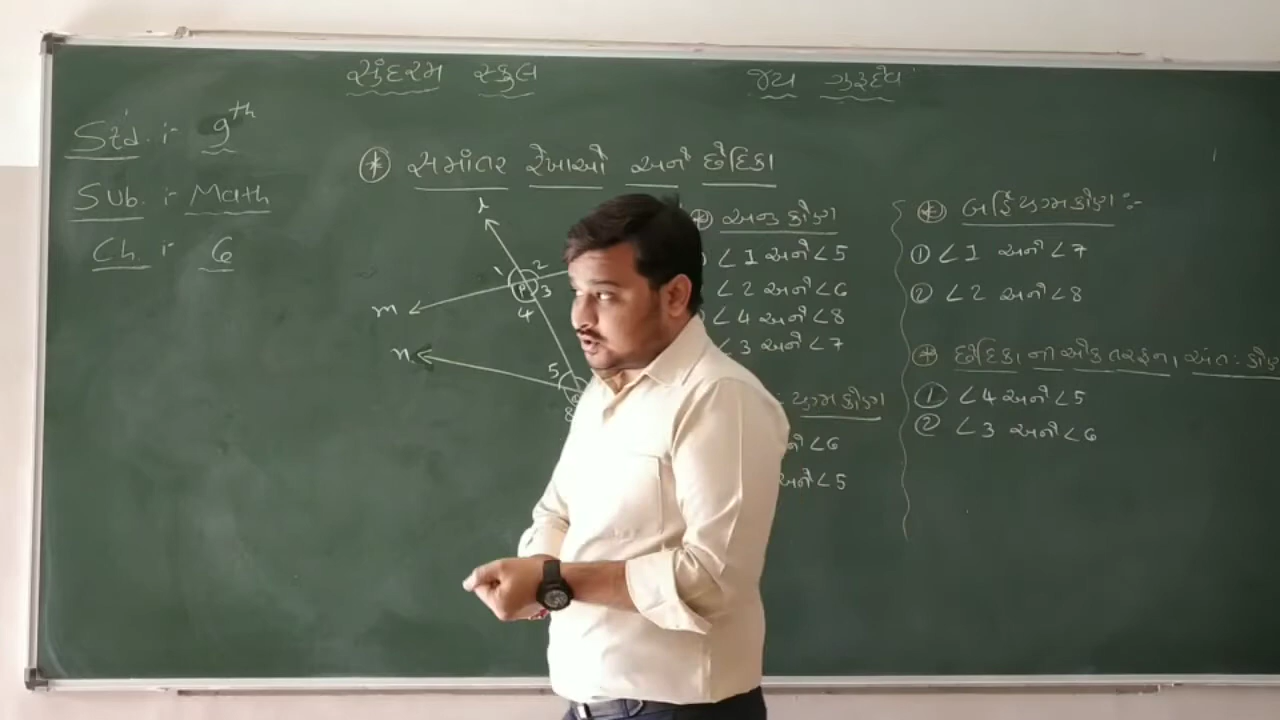 સુંદરમ સ્કુલ
જય ગુરુદેવ
Std. :- 9th
Sub. :- Math
Ch. :- 6
* સમાંતર રેખાઓ અને છેદિકા
l
1 2
P 3
4
m
n
5
8
* અનુકોણ
∠1 અને ∠5
∠2 અને ∠6
∠4 અને ∠8
∠3 અને ∠7
યુગ્મકોણ
અને ∠6
અને ∠5
* બહિર્યુગ્મકોણ :-
① ∠1 અને ∠7
② ∠2 અને ∠8
* છેદિકા ની એક તરફના અંતઃકોણ
① ∠4 અને ∠5
② ∠3 અને ∠6